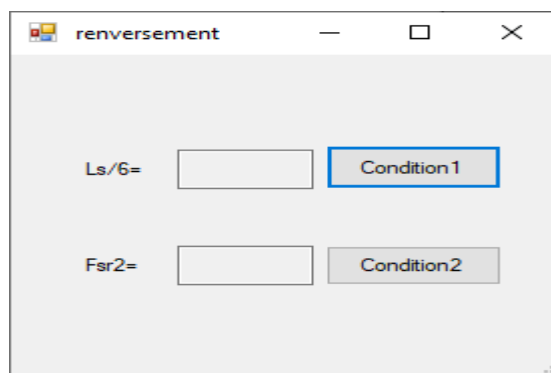 renversement
Ls/6= Condition1
Fsr2= Condition2